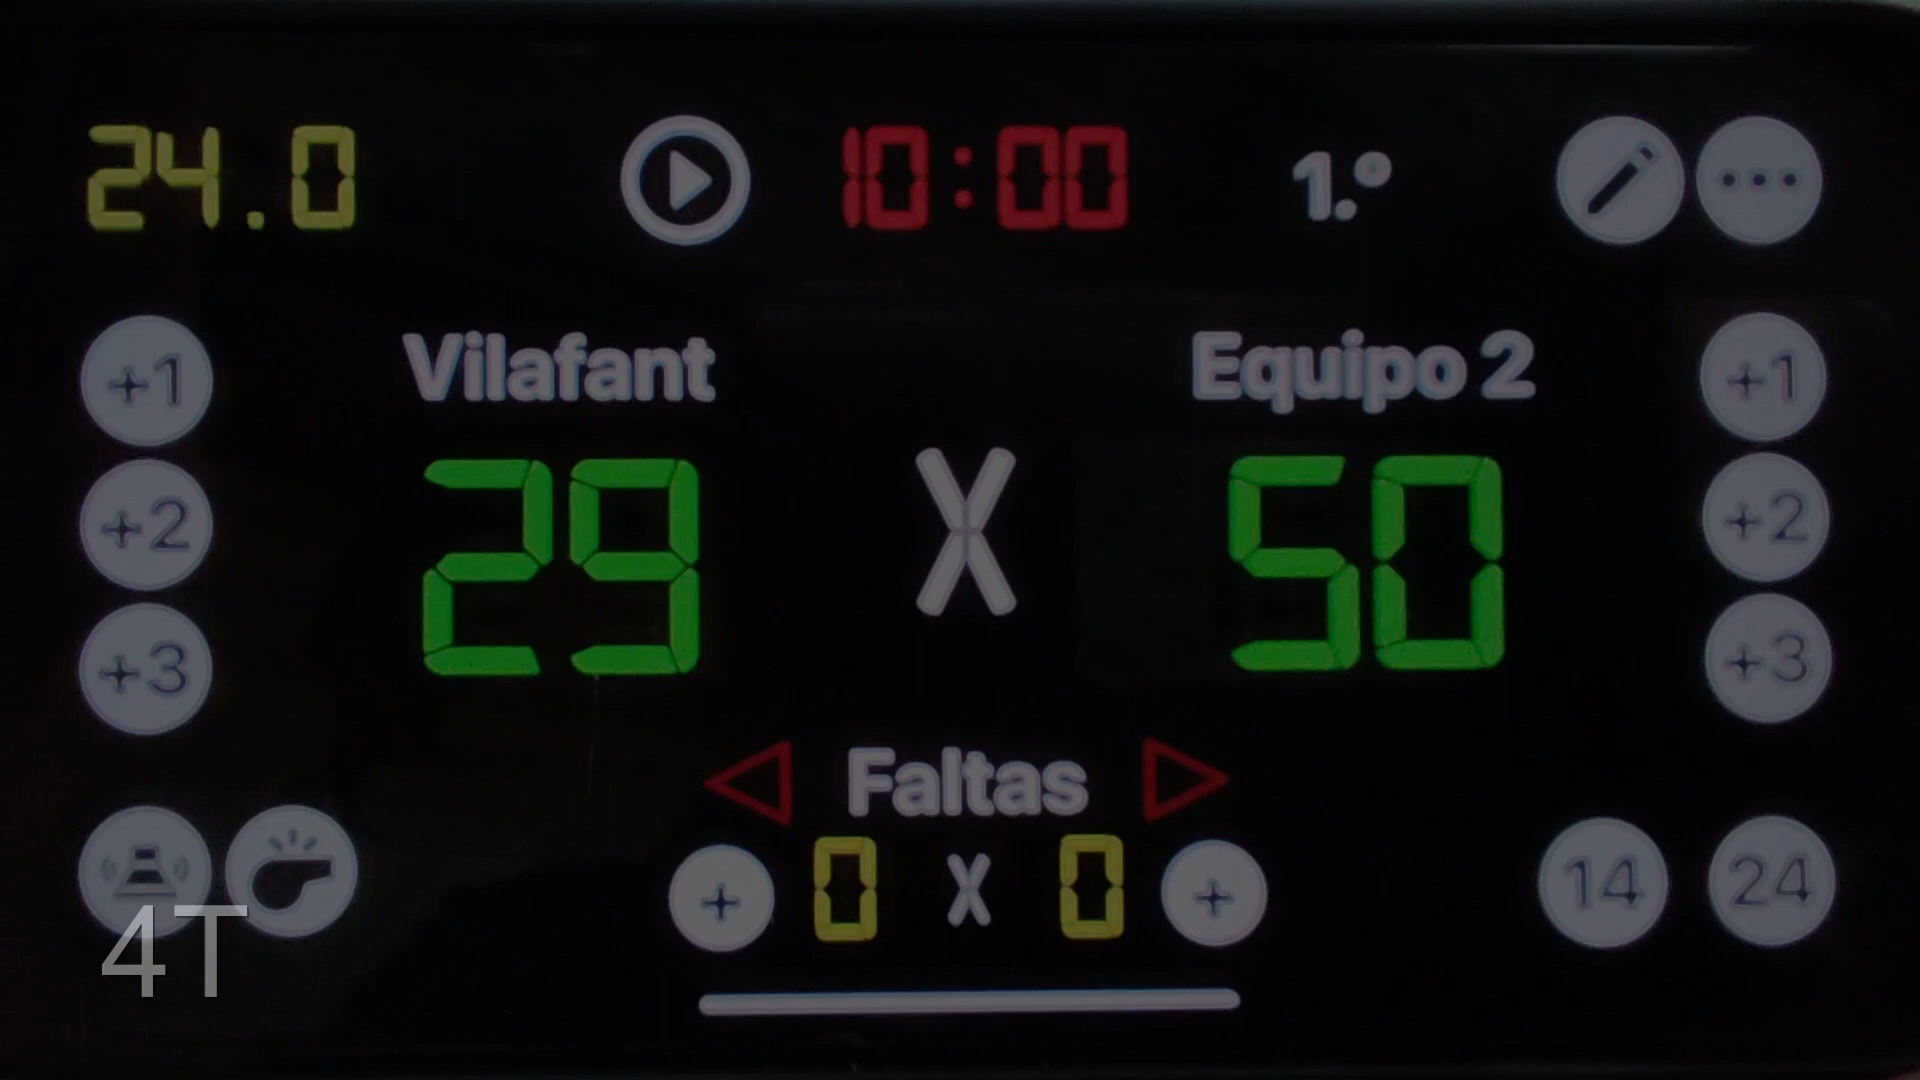 24.0 10:00 1.º
Vilafant Equipo 2
+1 +1
29 X 50
+2 +2
+3 +3
Faltas
+ 0 X 0 + 14 24
4T